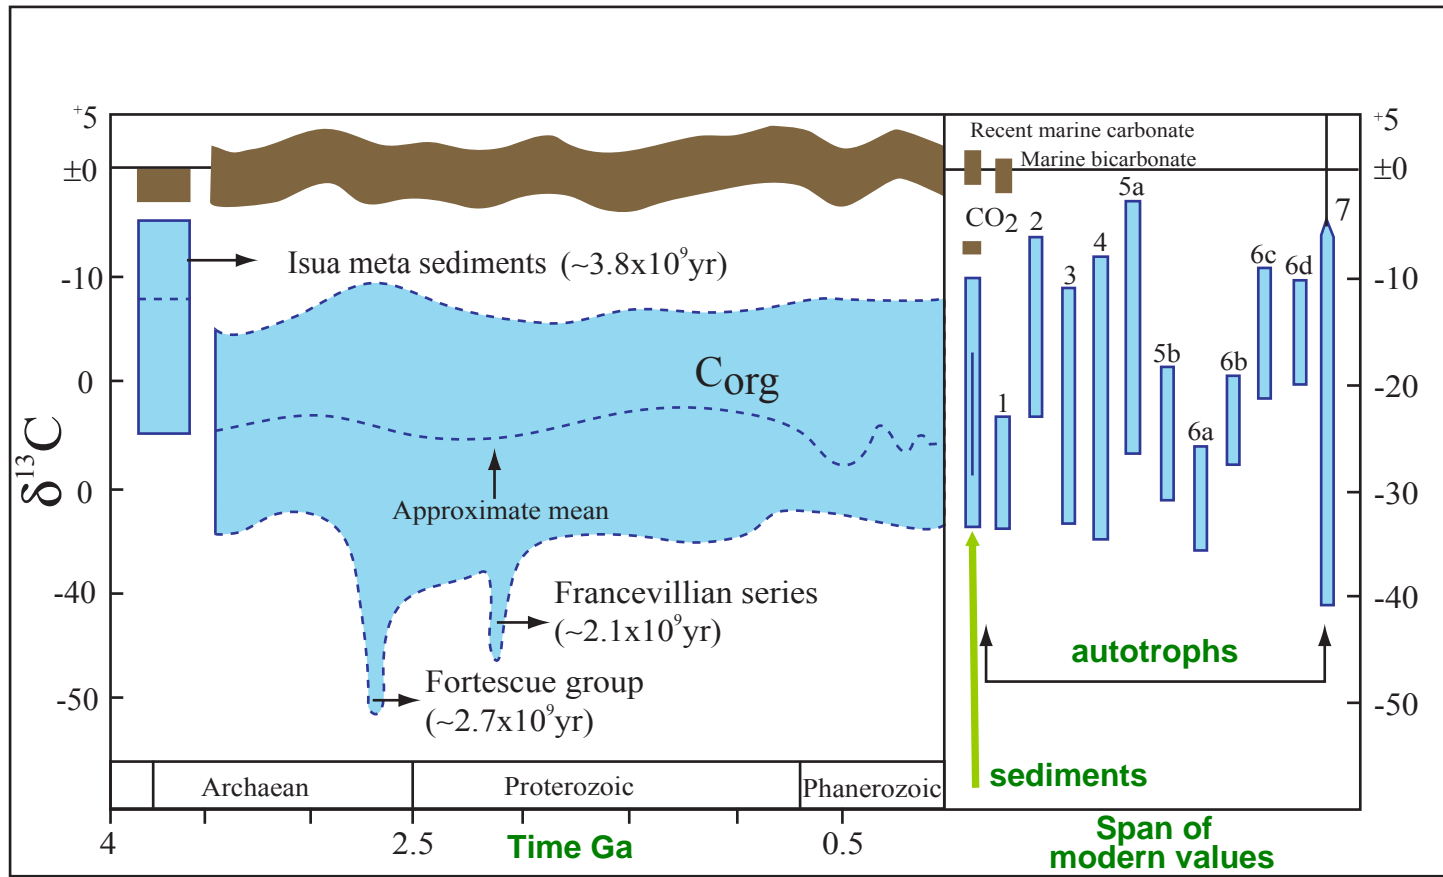 +5
±0
-10
0
0
-40
-50
δ13C
Isua meta sediments (~3.8x10⁹yr)
Corg
Approximate mean
Francevillian series
(~2.1x10⁹yr)
Fortescue group
(~2.7x10⁹yr)
Archaean
Proterozoic
Phanerozoic
4
2.5
Time Ga
0.5
Recent marine carbonate
Marine bicarbonate
CO2
1
2
3
4
5a
5b
6a
6b
6c
6d
7
autotrophs
sediments
+5
±0
-10
-20
-30
-40
-50
Span of
modern values